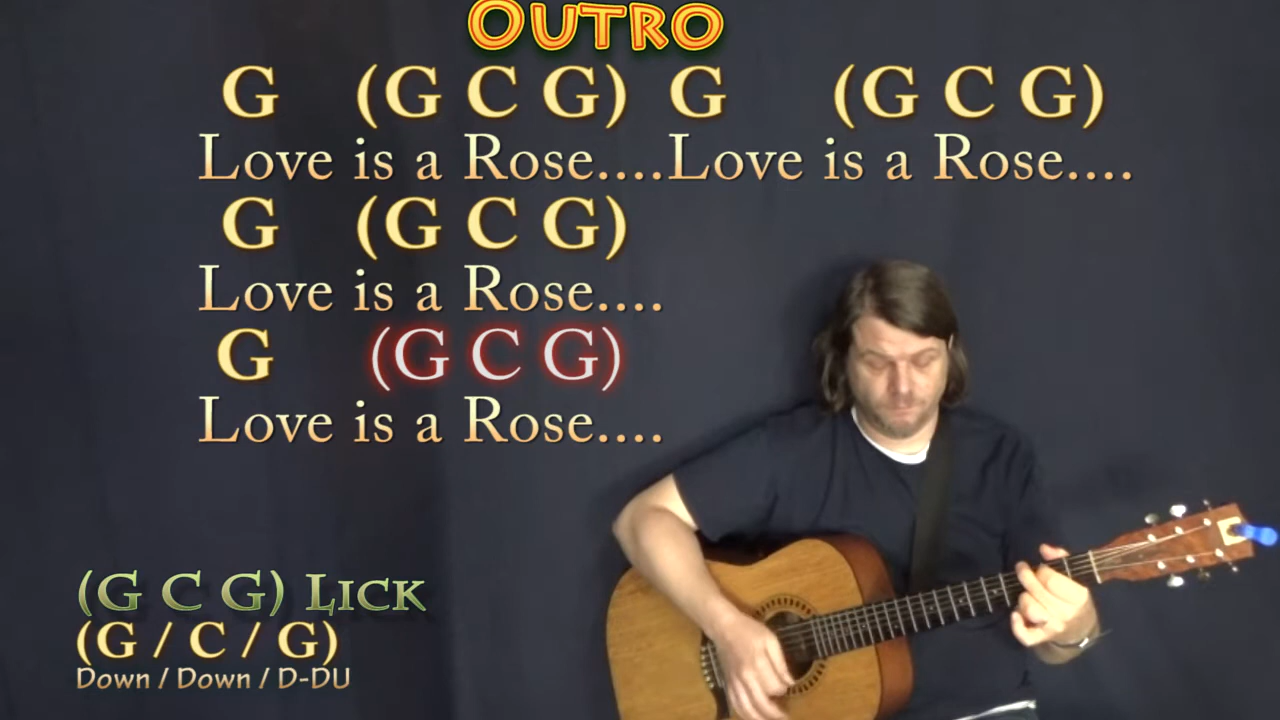 Outro
G (G C G) G (G C G)
Love is a Rose....Love is a Rose....
G (G C G)
Love is a Rose....
G (G C G)
Love is a Rose....
(G C G) Lick
(G / C / G)
Down / Down / D-DU